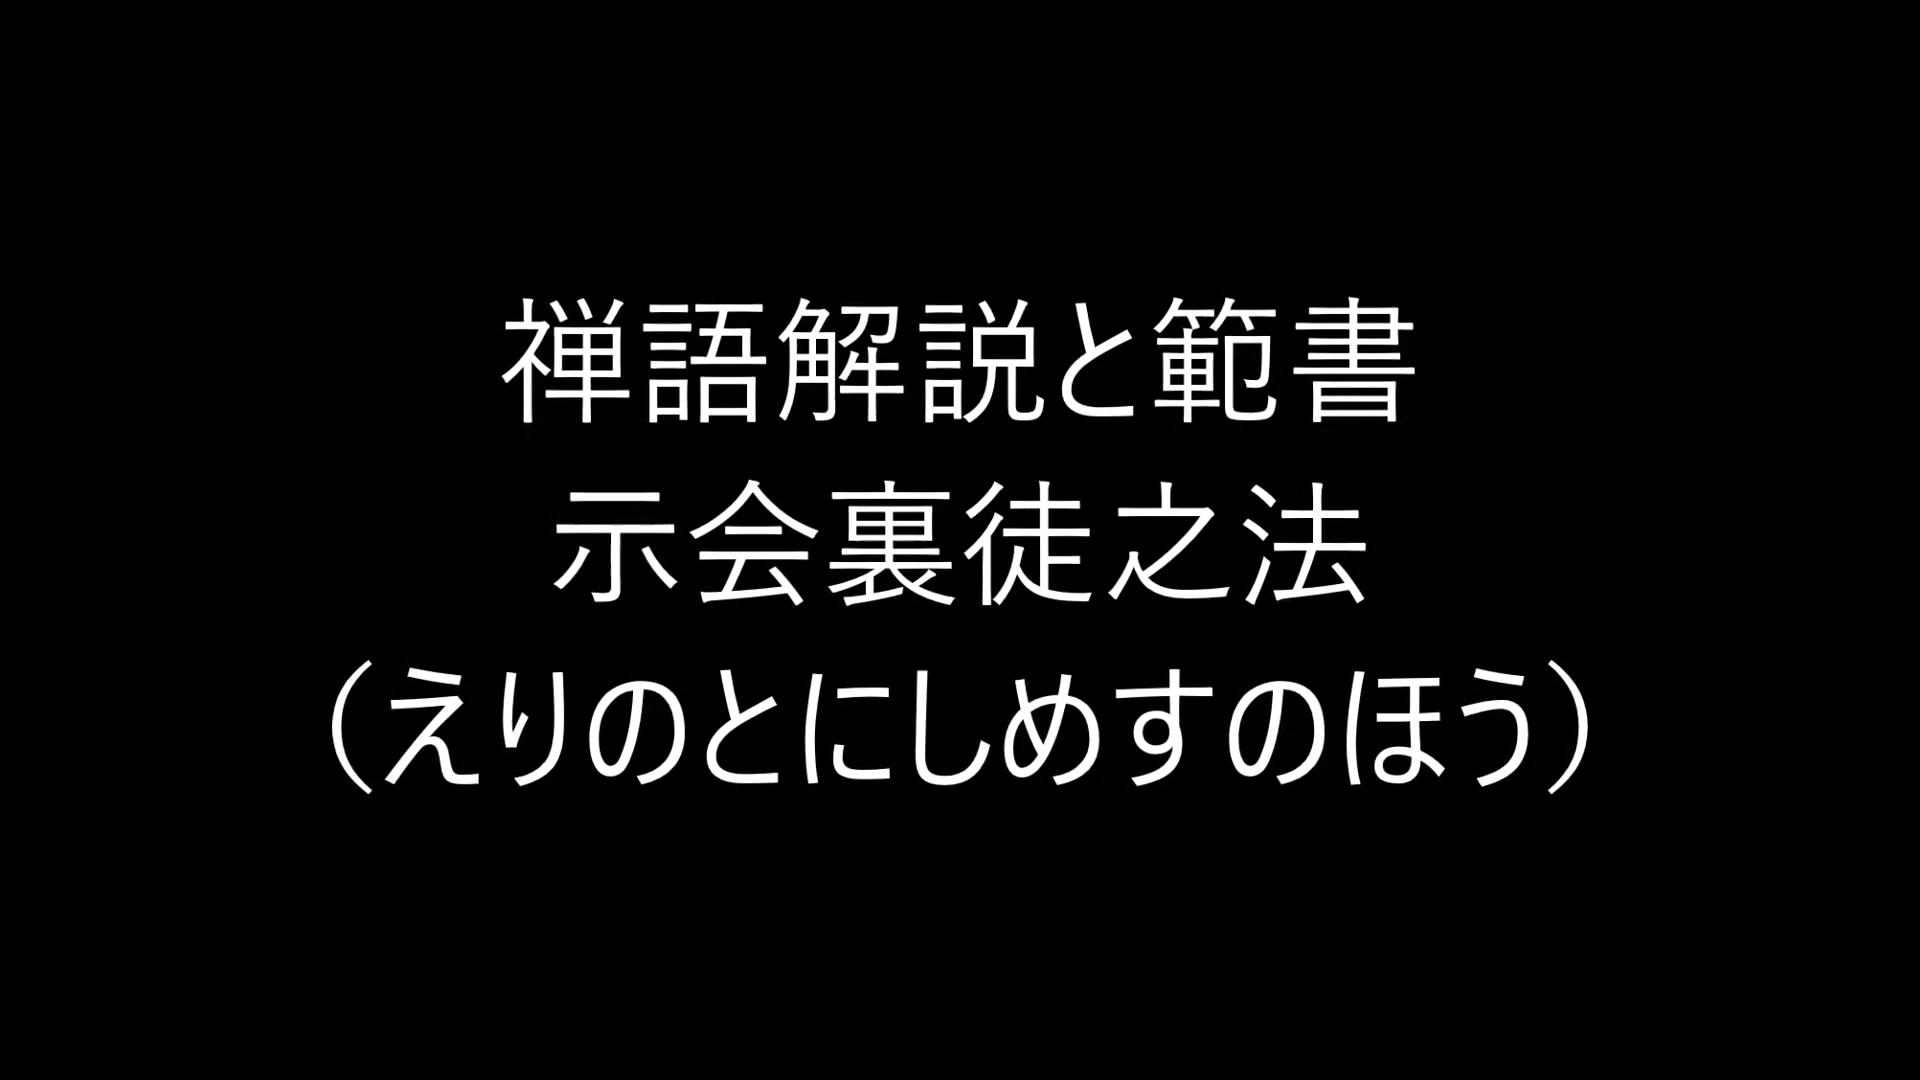 禅語解説と範書
示会裏徒之法
（えりのとにしめすのほう）